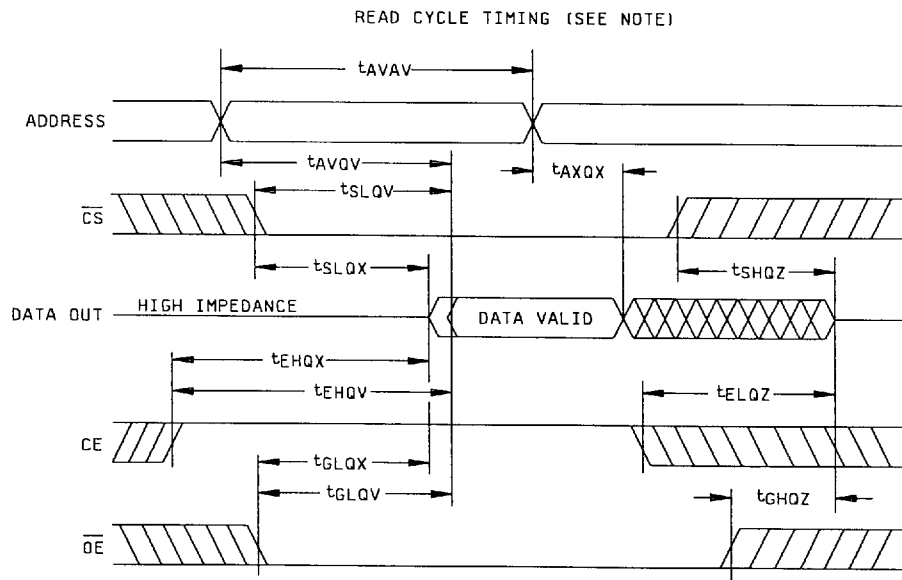 READ CYCLE TIMING (SEE NOTE)
tAVAV
ADDRESS
tAVQV
tAXQX
tSLQV
CS
tSLQX
tSHQZ
HIGH IMPEDANCE
DATA OUT
DATA VALID
tEHQX
tEHQV
tELQZ
CE
tGLQX
tGLQV
tGHQZ
OE